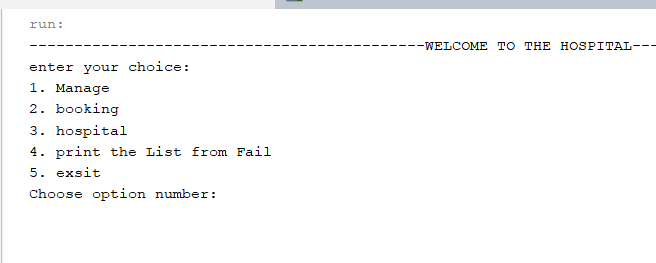 run:
--------------------------------------------WELCOME TO THE HOSPITAL---
enter your choice:
1. Manage
2. booking
3. hospital
4. print the List from Fail
5. exsit
Choose option number: